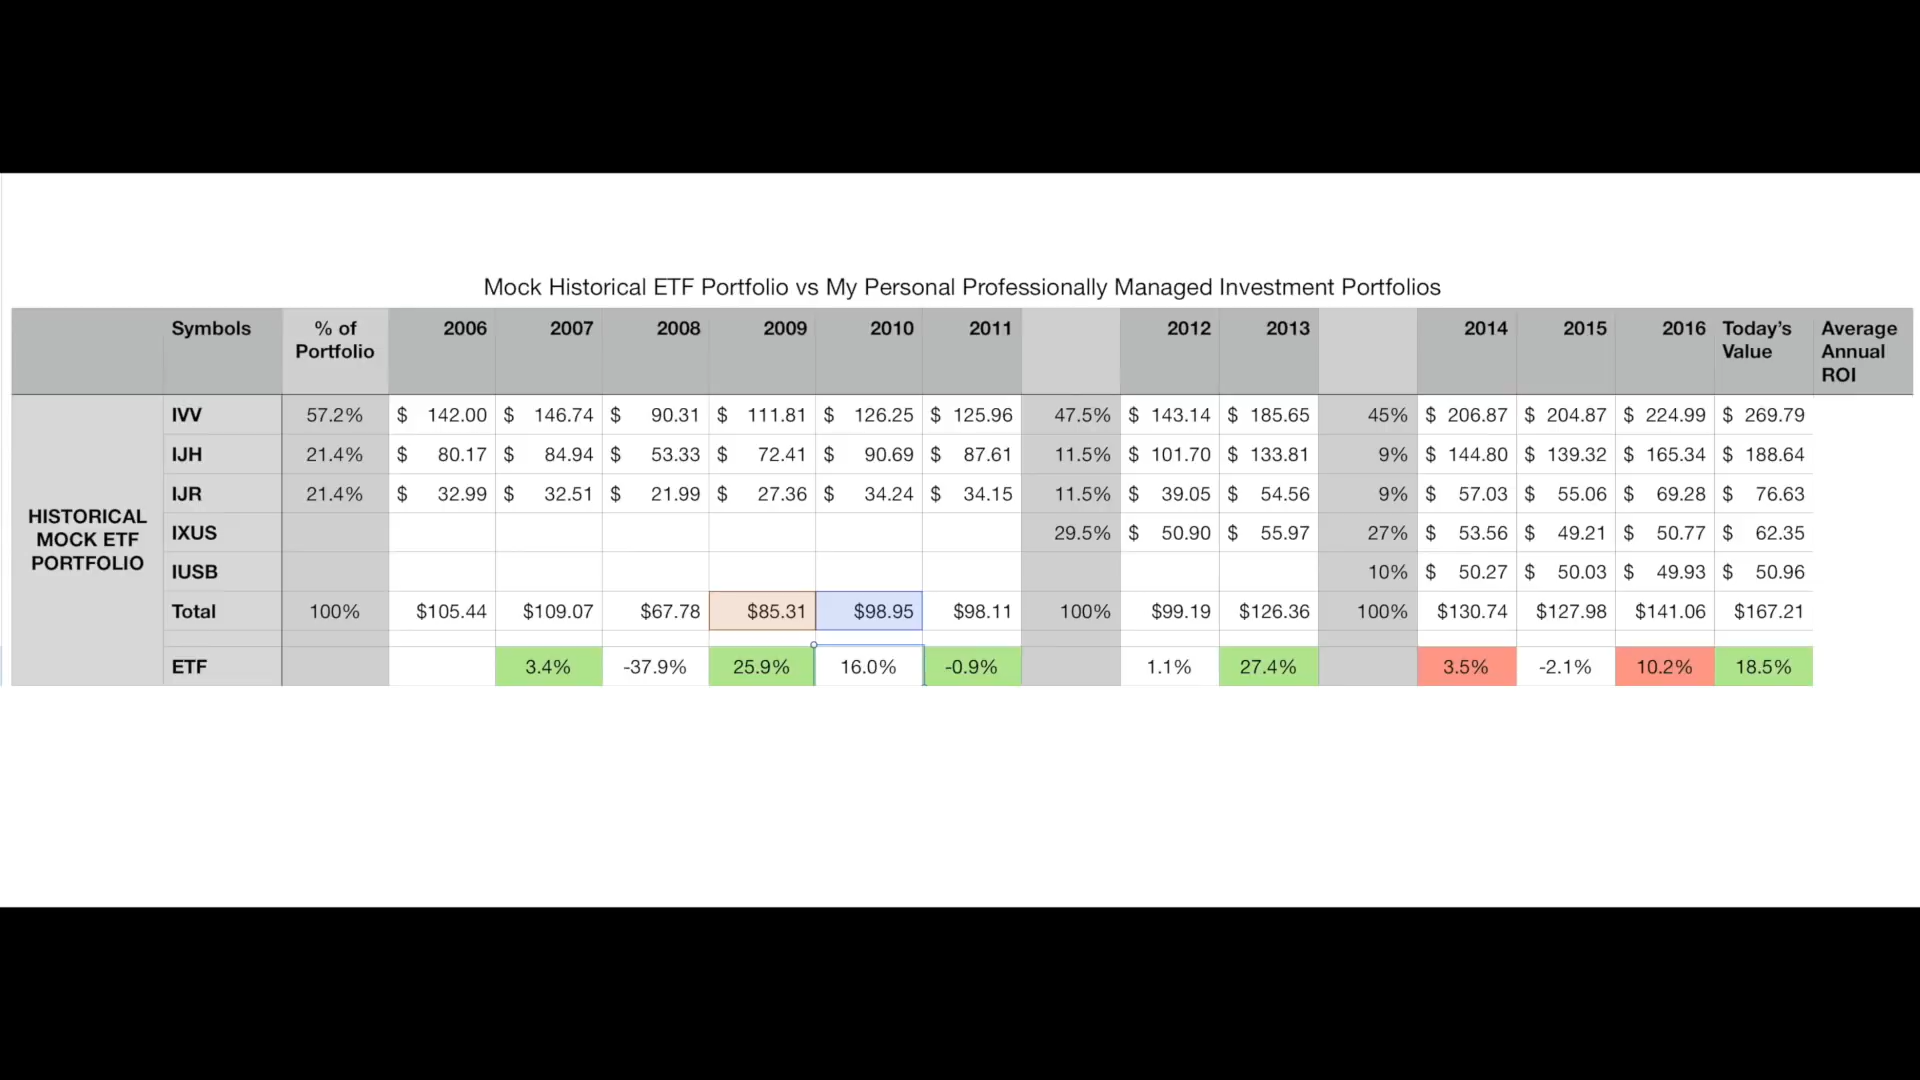 Mock Historical ETF Portfolio vs My Personal Professionally Managed Investment Portfolios
Symbols % of Portfolio 2006 2007 2008 2009 2010 2011 2012 2013 2014 2015 2016 Today’s Value Average Annual ROI
HISTORICAL MOCK ETF PORTFOLIO
IVV 57.2% $ 142.00 $ 146.74 $ 90.31 $ 111.81 $ 126.25 $ 125.96 47.5% $ 143.14 $ 185.65 45% $ 206.87 $ 204.87 $ 224.99 $ 269.79
IJH 21.4% $ 80.17 $ 84.94 $ 53.33 $ 72.41 $ 90.69 $ 87.61 11.5% $ 101.70 $ 133.81 9% $ 144.80 $ 139.32 $ 165.34 $ 188.64
IJR 21.4% $ 32.99 $ 32.51 $ 21.99 $ 27.36 $ 34.24 $ 34.15 11.5% $ 39.05 $ 54.56 9% $ 57.03 $ 55.06 $ 69.28 $ 76.63
IXUS 29.5% $ 50.90 $ 55.97 27% $ 53.56 $ 49.21 $ 50.77 $ 62.35
IUSB 10% $ 50.27 $ 50.03 $ 49.93 $ 50.96
Total 100% $105.44 $109.07 $67.78 $85.31 $98.95 $98.11 100% $99.19 $126.36 100% $130.74 $127.98 $141.06 $167.21
ETF 3.4% -37.9% 25.9% 16.0% -0.9% 1.1% 27.4% 3.5% -2.1% 10.2% 18.5%